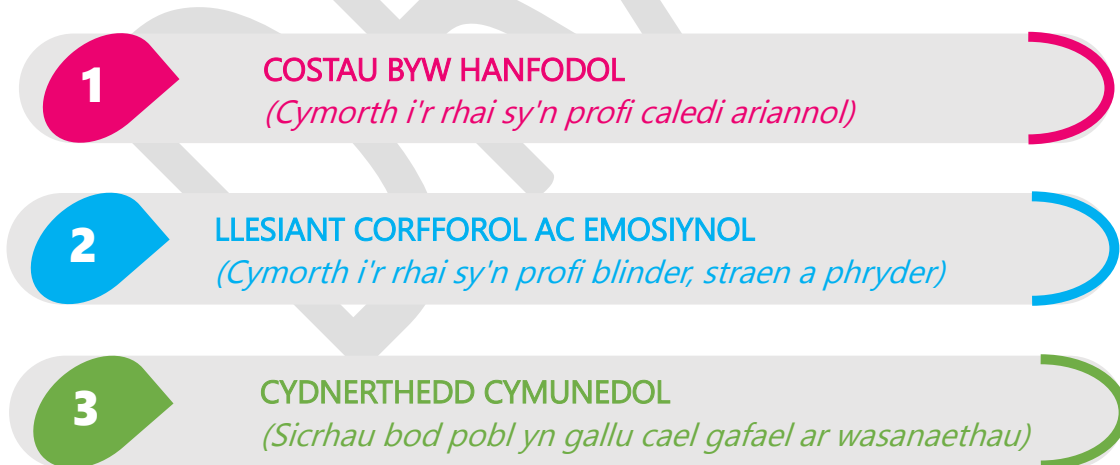 1
COSTAU BYW HANFODOL
(Cymorth i'r rhai sy'n profi caledi ariannol)
2
LLESIANT CORFFOROL AC EMOSIYNOL
(Cymorth i'r rhai sy'n profi blinder, straen a phryder)
3
CYDNERTHEDD CYMUNEDOL
(Sicrhau bod pobl yn gallu cael gafael ar wasanaethau)